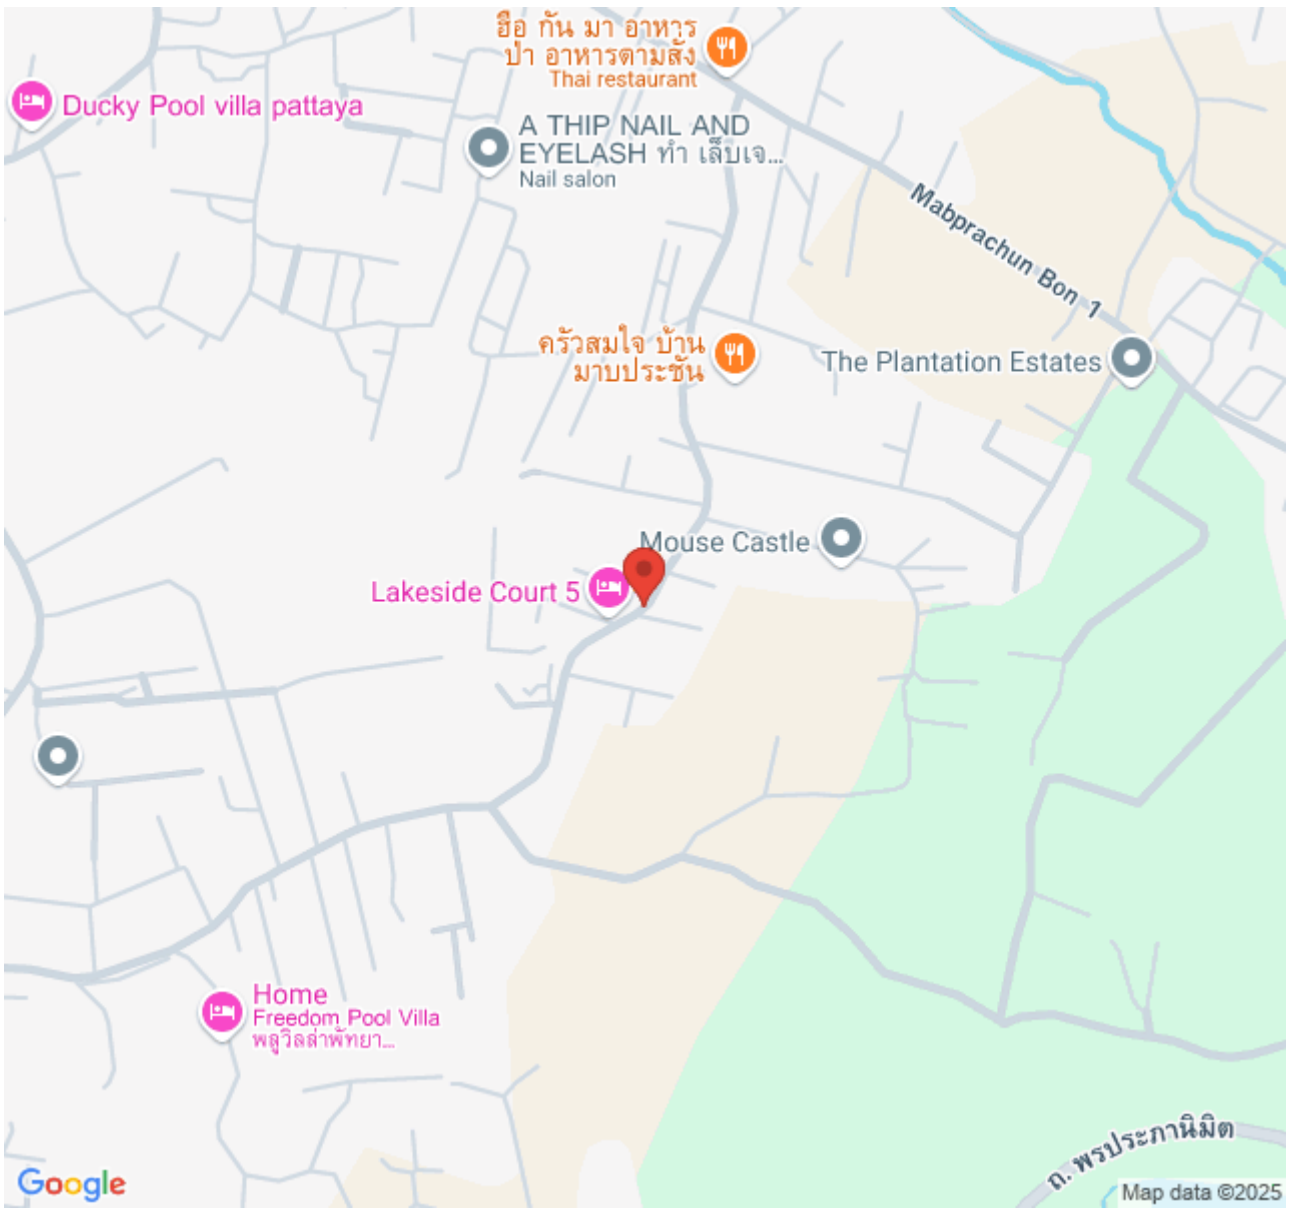 ฮือ กัน มา อาหาร
ป่า อาหารตามสั่ง
Thai restaurant
Ducky Pool villa pattaya
A THIP NAIL AND
EYELASH ทำ เล็บเจ...
Nail salon
Mabprachun Bon 1
ครัวสมใจ บ้าน
มาบประชัน
The Plantation Estates
Mouse Castle
Lakeside Court 5
Home
Freedom Pool Villa
พลูวิลล่าพัทยา...
ถ. พรประภานิมิต
Google
Map data ©2025